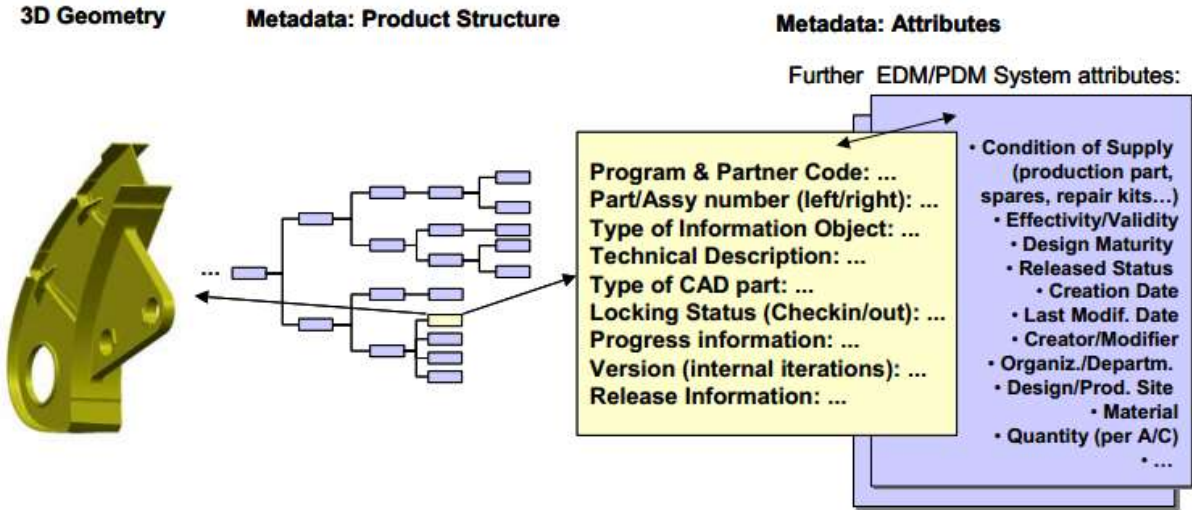 3D Geometry
Metadata: Product Structure
Metadata: Attributes
Further EDM/PDM System attributes:
...
Program & Partner Code: ...
Part/Assy number (left/right): ...
Type of Information Object: ...
Technical Description: ...
Type of CAD part: ...
Locking Status (Checkin/out): ...
Progress information: ...
Version (internal iterations): ...
Release Information: ...
• Condition of Supply
(production part,
spares, repair kits...)
• Effectivity/Validity
• Design Maturity
• Released Status
• Creation Date
• Last Modif. Date
• Creator/Modifier
• Organiz./Departm.
• Design/Prod. Site
• Material
• Quantity (per A/C)
• ...